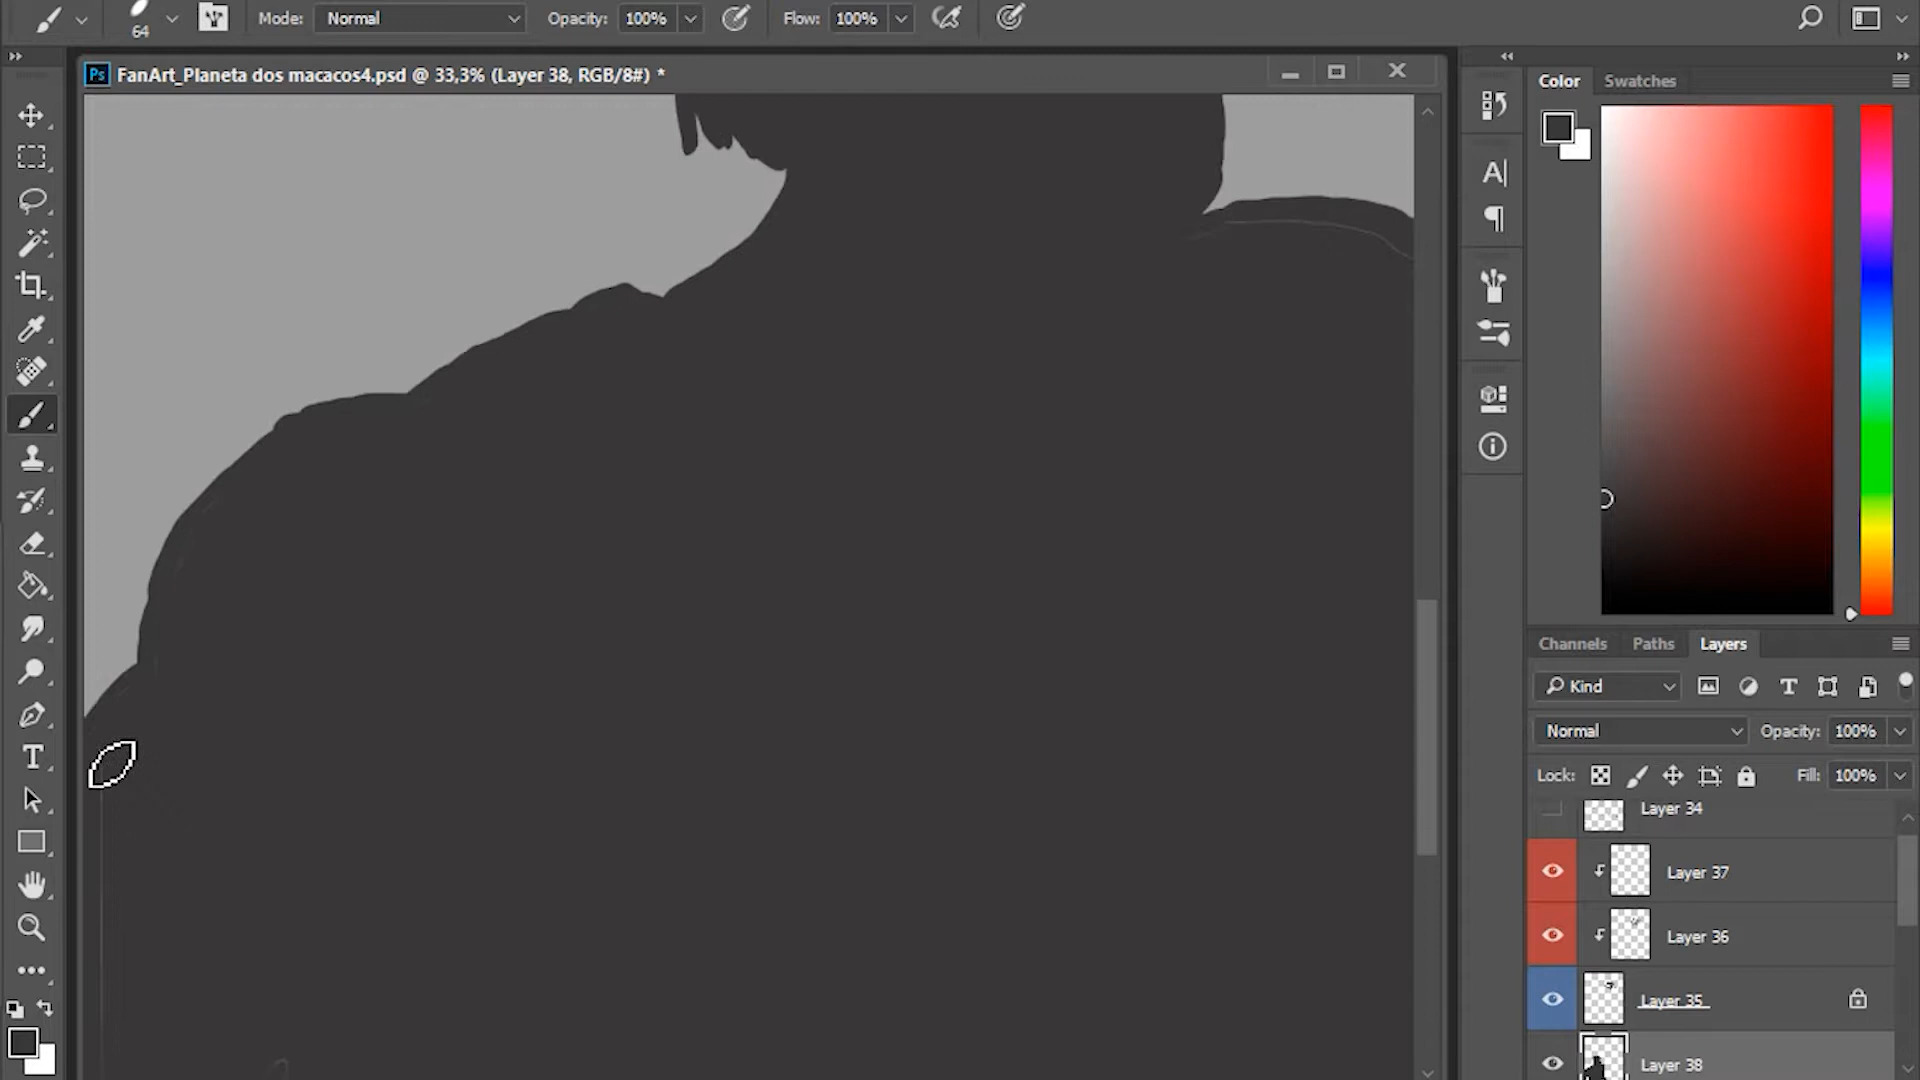 64
Mode: Normal
Opacity: 100%
Flow: 100%
Ps FanArt_Planeta dos macacos4.psd @ 33,3% (Layer 38, RGB/8#) *
Color Swatches
Channels Paths Layers
Kind
Normal Opacity: 100%
Lock: Fill: 100%
Layer 34
Layer 37
Layer 36
Layer 35
Layer 38